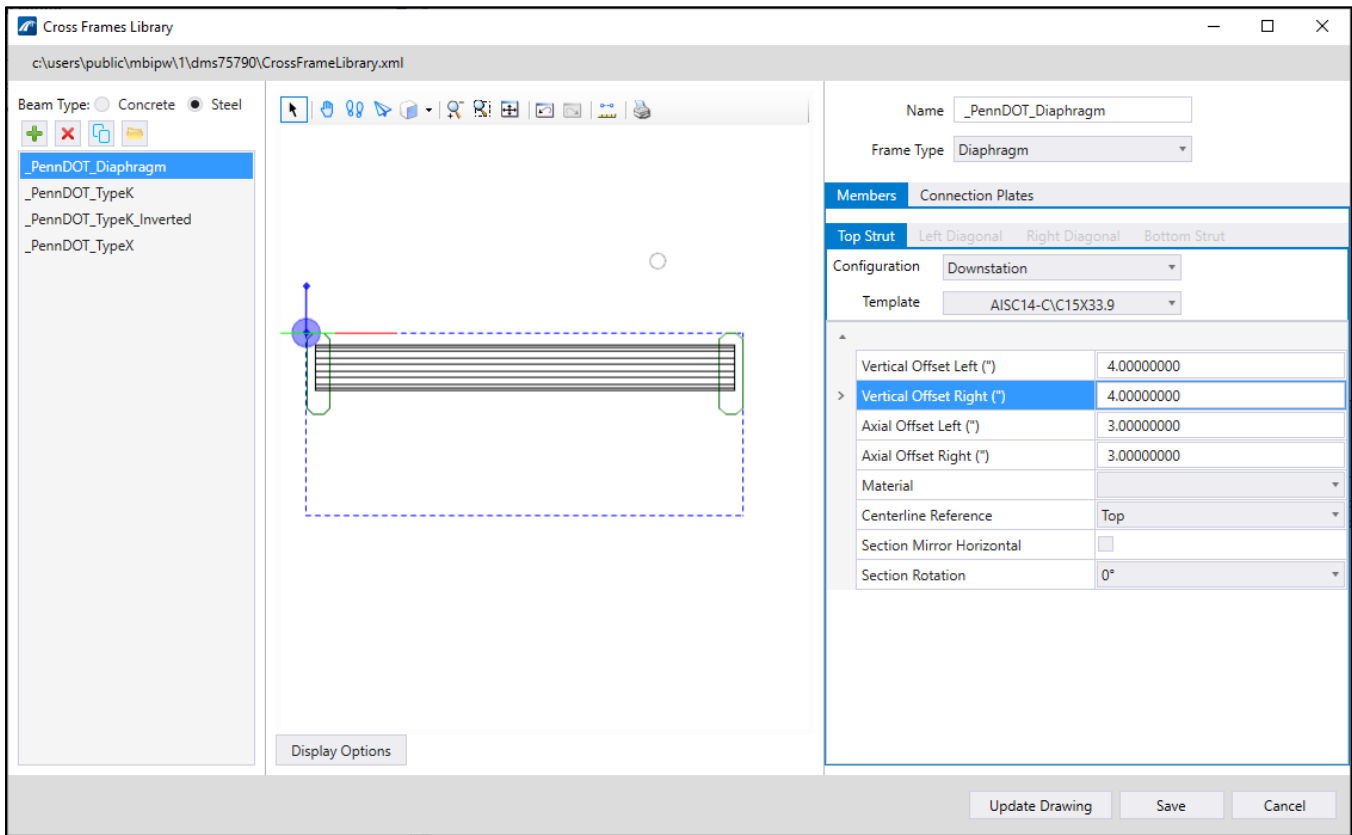 Cross Frames Library
c:\users\public\mbipw\1\dms75790\CrossFrameLibrary.xml
Beam Type: Concrete Steel
_PennDOT_Diaphragm
_PennDOT_TypeK
_PennDOT_TypeK_Inverted
_PennDOT_TypeX
Display Options
Name _PennDOT_Diaphragm
Frame Type Diaphragm
Members Connection Plates
Top Strut Left Diagonal Right Diagonal Bottom Strut
Configuration Downstation
Template AISC14-C\C15X33.9
Vertical Offset Left (") 4.00000000
Vertical Offset Right (") 4.00000000
Axial Offset Left (") 3.00000000
Axial Offset Right (") 3.00000000
Material
Centerline Reference Top
Section Mirror Horizontal
Section Rotation 0°
Update Drawing Save Cancel